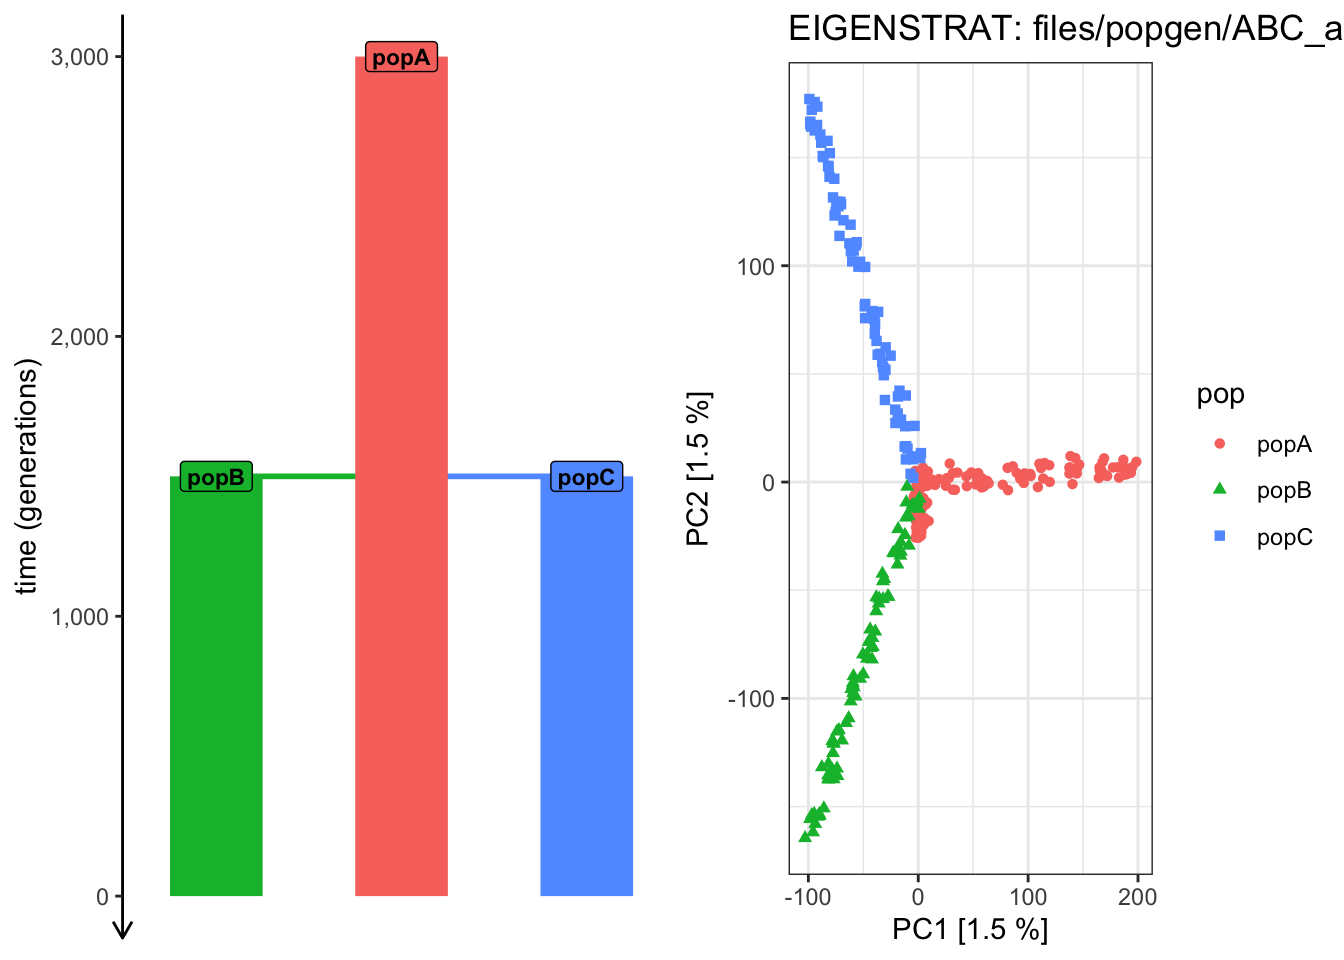 time (generations)
3,000
2,000
1,000
0
popA
popB
popC
EIGENSTRAT: files/popgen/ABC_a
PC2 [1.5 %]
100
0
-100
-100
0
100
200
PC1 [1.5 %]
pop
popA
popB
popC